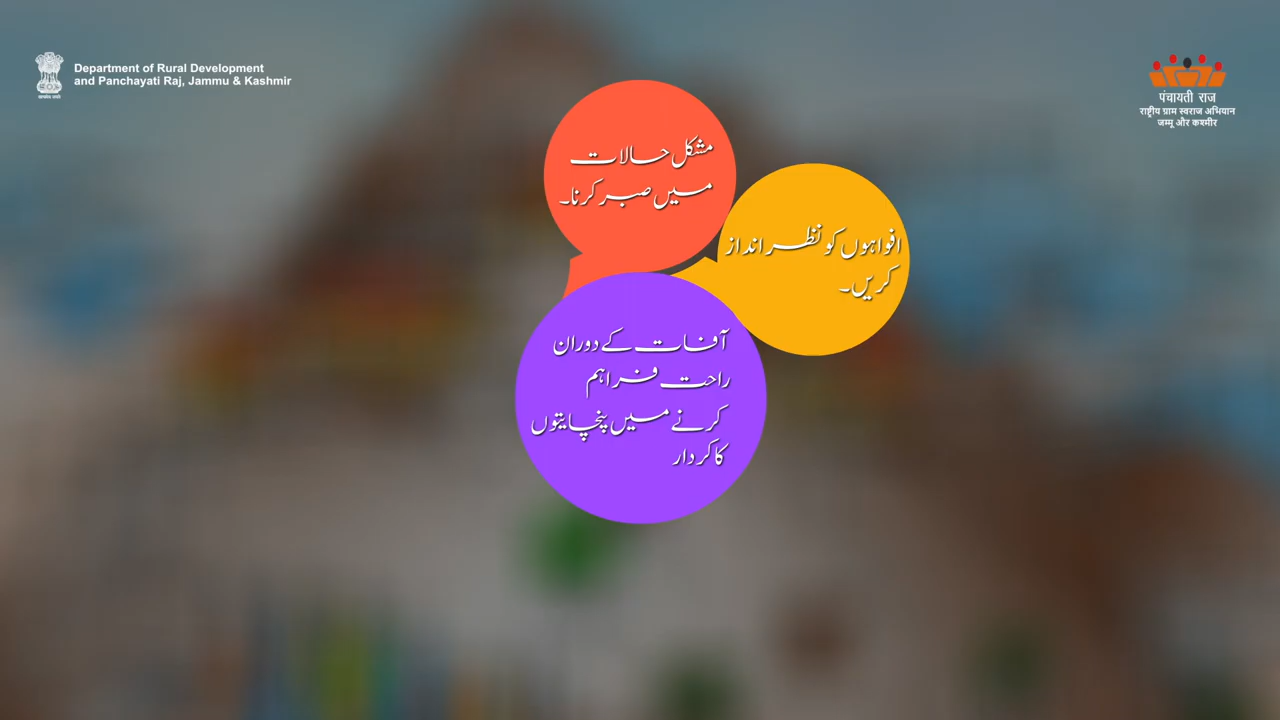 Department of Rural Development
and Panchayati Raj, Jammu & Kashmir
पंचायती राज
राष्ट्रीय ग्राम स्वराज अभियान
जम्मू और कश्मीर
مشکل حالات
میں صبر کرنا۔
افواہوں کو نظر انداز
کریں۔
آفات کے دوران
راحت فراہم
کرنے میں پنچایتوں
کا کردار